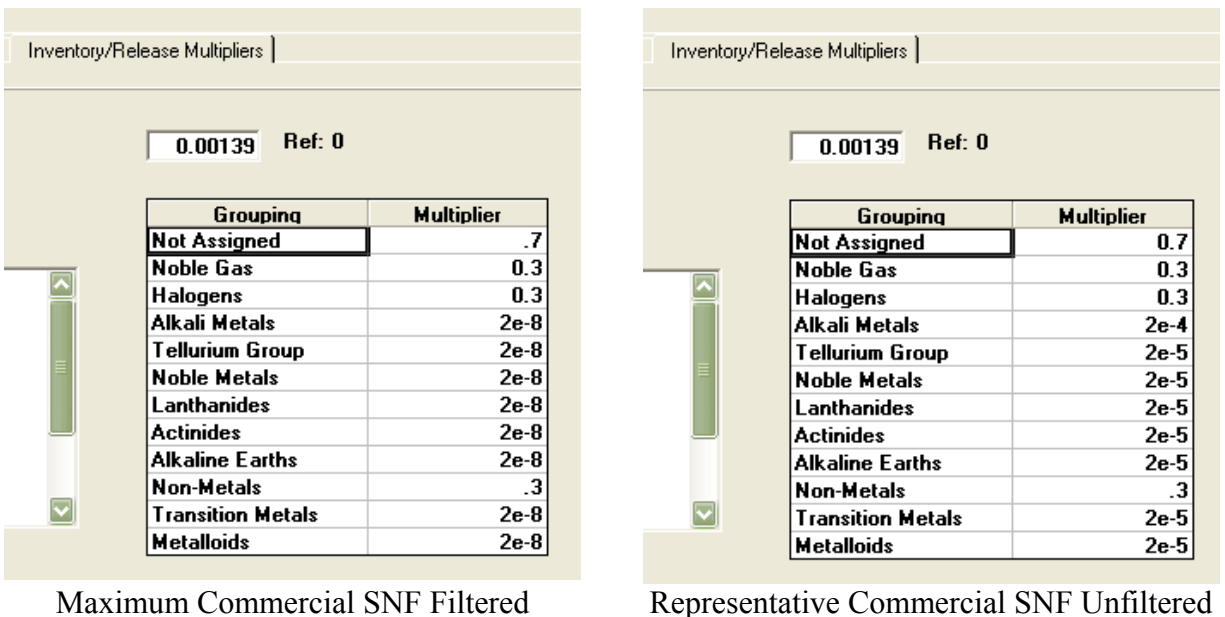 Inventory/Release Multipliers
0.00139 Ref: 0
Grouping Multiplier
Not Assigned .7
Noble Gas 0.3
Halogens 0.3
Alkali Metals 2e-8
Tellurium Group 2e-8
Noble Metals 2e-8
Lanthanides 2e-8
Actinides 2e-8
Alkaline Earths 2e-8
Non-Metals .3
Transition Metals 2e-8
Metalloids 2e-8
Maximum Commercial SNF Filtered
Inventory/Release Multipliers
0.00139 Ref: 0
Grouping Multiplier
Not Assigned 0.7
Noble Gas 0.3
Halogens 0.3
Alkali Metals 2e-4
Tellurium Group 2e-5
Noble Metals 2e-5
Lanthanides 2e-5
Actinides 2e-5
Alkaline Earths 2e-5
Non-Metals .3
Transition Metals 2e-5
Metalloids 2e-5
Representative Commercial SNF Unfiltered